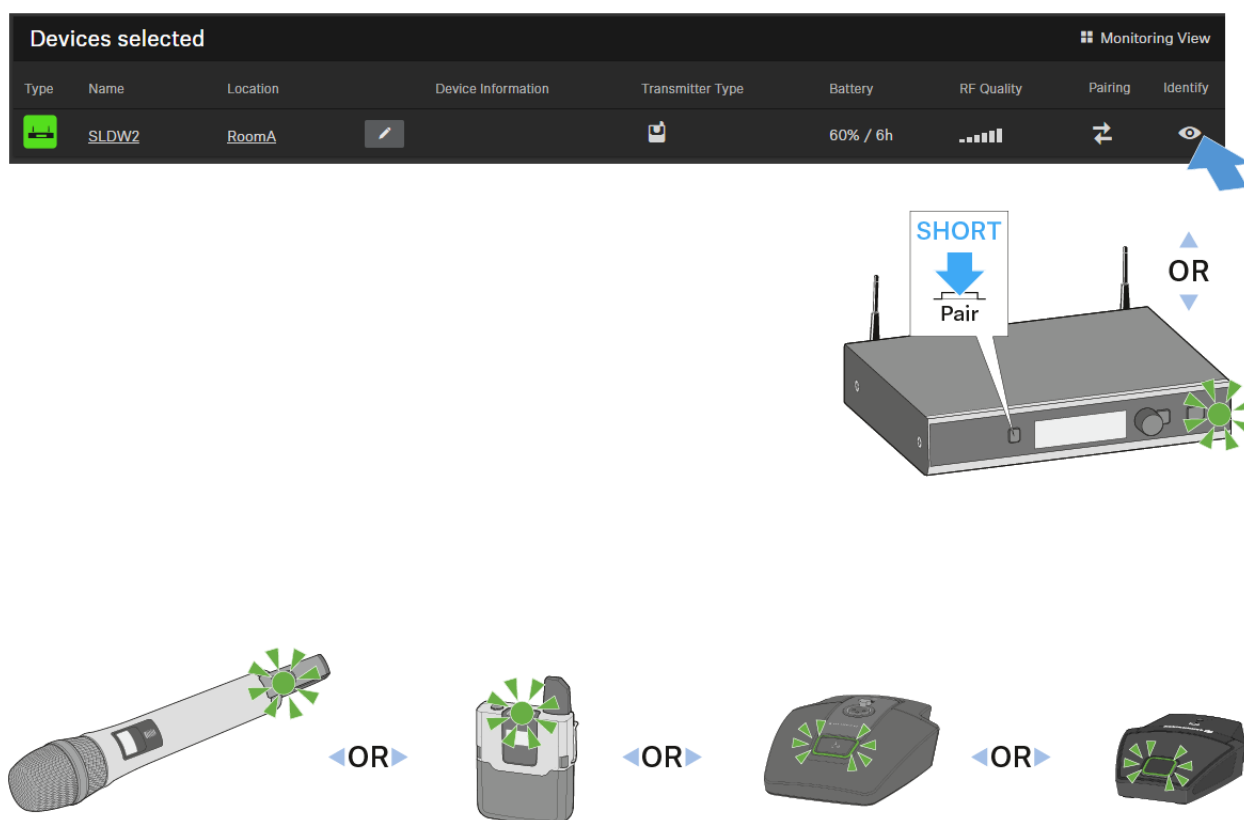 Devices selected
Monitoring View
Type Name Location Device Information Transmitter Type Battery RF Quality Pairing Identify
SLDW2 RoomA 60% / 6h
SHORT
Pair
OR
OR OR OR